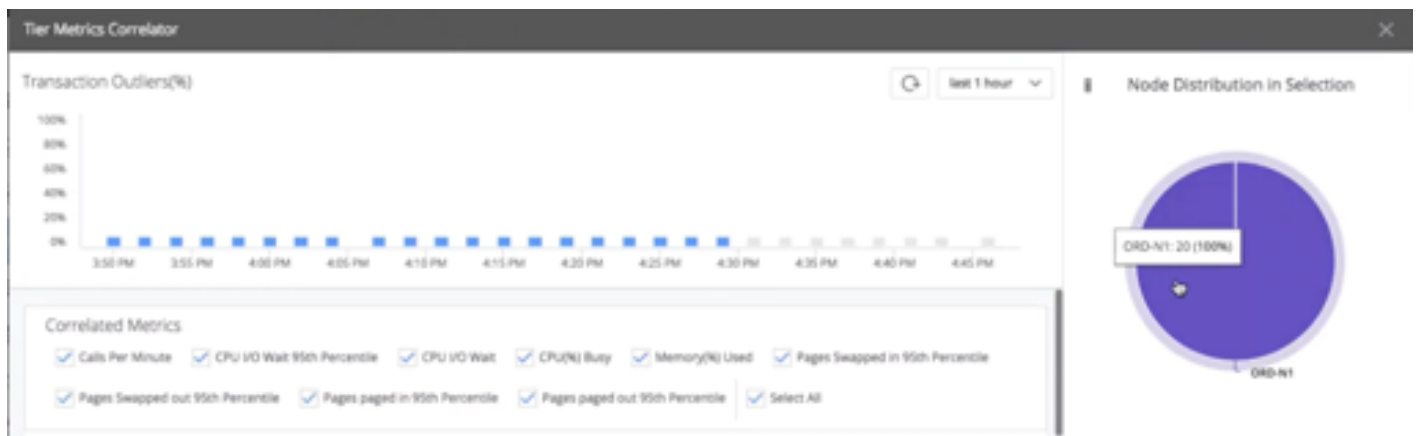 Tier Metrics Correlator
Transaction Outliers(%)
last 1 hour
Node Distribution in Selection
100%
80%
60%
40%
20%
0%
3:50 PM 3:55 PM 4:00 PM 4:05 PM 4:10 PM 4:15 PM 4:20 PM 4:25 PM 4:30 PM 4:35 PM 4:40 PM 4:45 PM
ORD-N1: 20 (100%)
ORD-N1
Correlated Metrics
Calls Per Minute CPU I/O Wait 95th Percentile CPU I/O Wait CPU(%) Busy Memory(%) Used Pages Swapped in 95th Percentile
Pages Swapped out 95th Percentile Pages paged in 95th Percentile Pages paged out 95th Percentile Select All